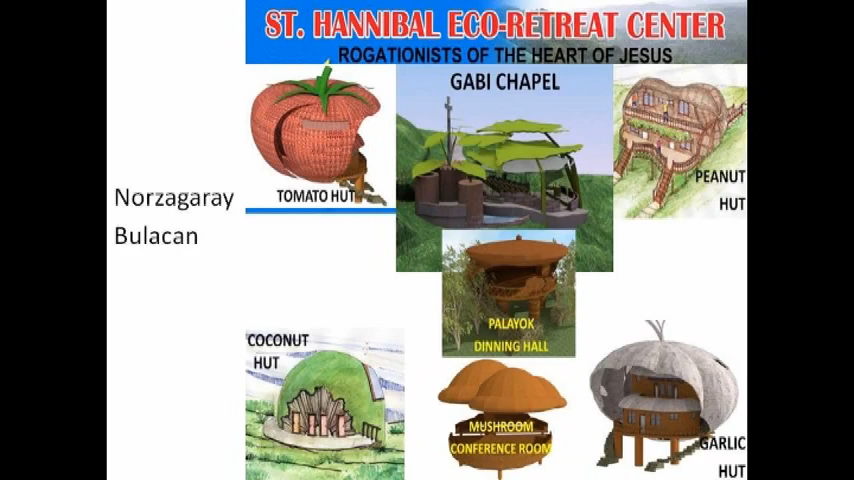 ST. HANNIBAL ECO-RETREAT CENTER
ROGATIONISTS OF THE HEART OF JESUS
GABI CHAPEL
TOMATO HUT
PEANUT
HUT
Norzagaray
Bulacan
PALAYOK
DINNING HALL
COCONUT
HUT
MUSHROOM
CONFERENCE ROOM
GARLIC
HUT